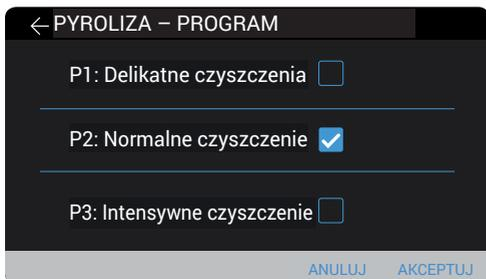 PYROLIZA – PROGRAM
P1: Delikatne czyszczenia
P2: Normalne czyszczenie
P3: Intensywne czyszczenie
ANULUJ AKCEPTUJ